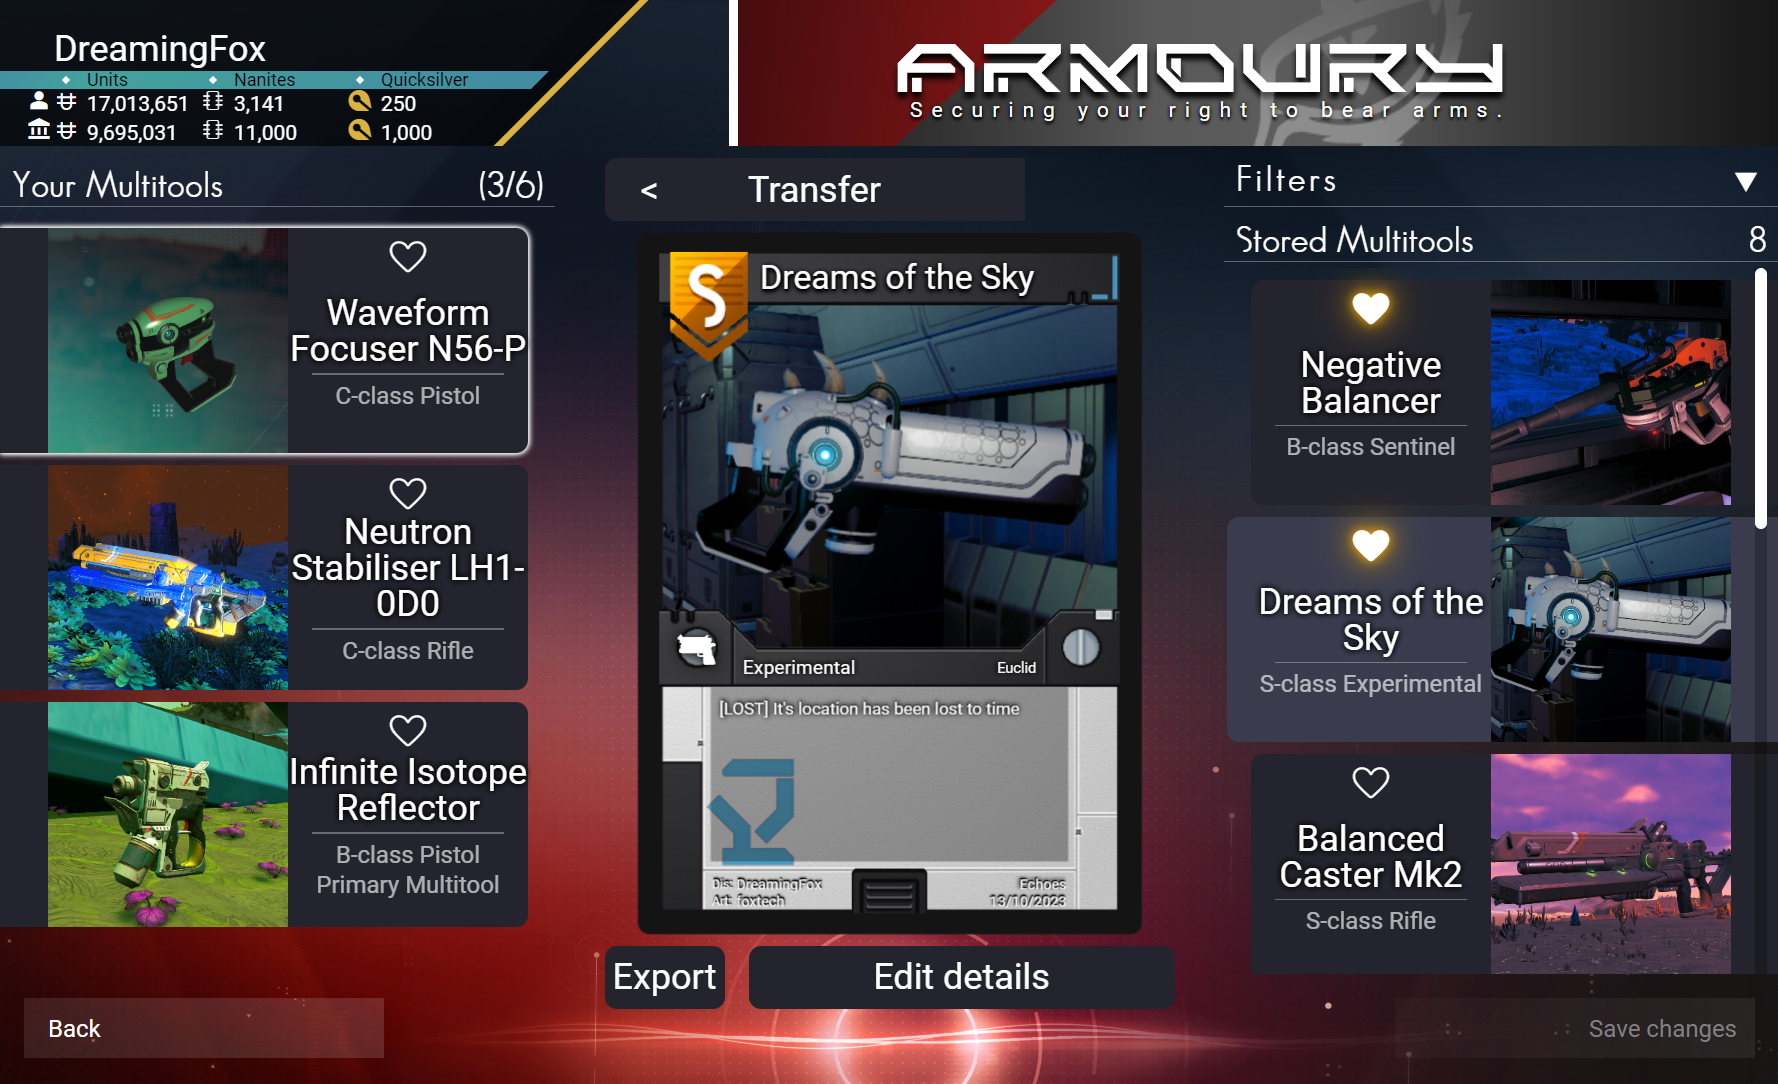 DreamingFox
Units Nanites Quicksilver
17,013,651 3,141 250
9,695,031 11,000 1,000
ARMOURY
Securing your right to bear arms.
Your Multitools (3/6)
Waveform
Focuser N56-P
C-class Pistol
Neutron
Stabiliser LH1-
0D0
C-class Rifle
Infinite Isotope
Reflector
B-class Pistol
Primary Multitool
Back
< Transfer
S Dreams of the Sky
Experimental Euclid
[LOST] It's location has been lost to time
Dis: DreamingFox Echoes
Art: foxtech 13/10/2023
Export Edit details
Filters
Stored Multitools 8
Negative
Balancer
B-class Sentinel
Dreams of the
Sky
S-class Experimental
Balanced
Caster Mk2
S-class Rifle
Save changes